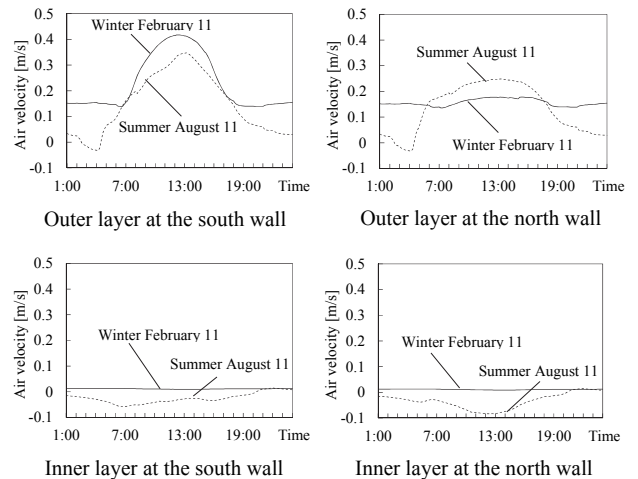 0.5
0.4
0.3
0.2
0.1
0
-0.1
Air velocity [m/s]
Winter February 11
Summer August 11
1:00 7:00 13:00 19:00 Time
Outer layer at the south wall
0.5
0.4
0.3
0.2
0.1
0
-0.1
Air velocity [m/s]
Summer August 11
Winter February 11
1:00 7:00 13:00 19:00 Time
Outer layer at the north wall
0.5
0.4
0.3
0.2
0.1
0
-0.1
Air velocity [m/s]
Winter February 11
Summer August 11
1:00 7:00 13:00 19:00 Time
Inner layer at the south wall
0.5
0.4
0.3
0.2
0.1
0
-0.1
Air velocity [m/s]
Winter February 11
Summer August 11
1:00 7:00 13:00 19:00 Time
Inner layer at the north wall